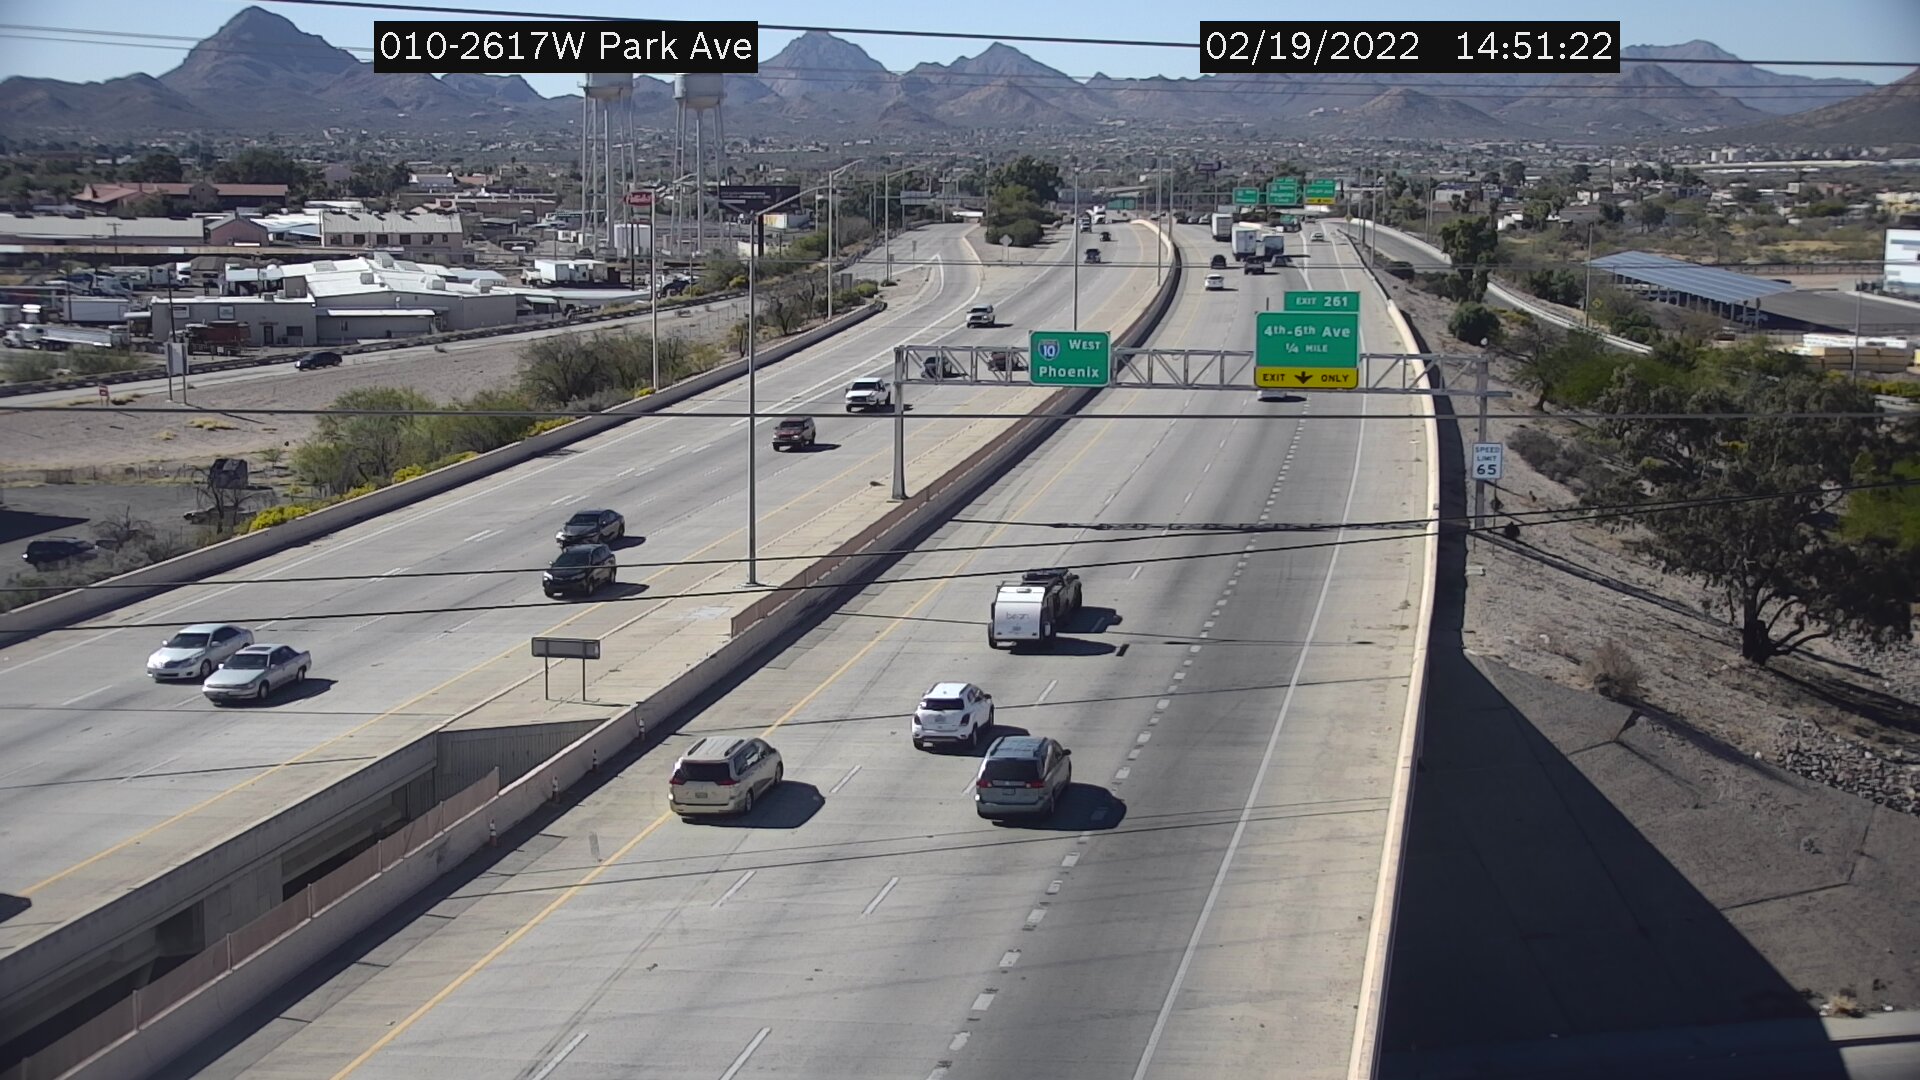 010-2617W Park Ave
02/19/2022 14:51:22
EXIT 261
4th-6th Ave
1/4 MILE
EXIT ONLY
10 WEST
Phoenix
SPEED
LIMIT
65